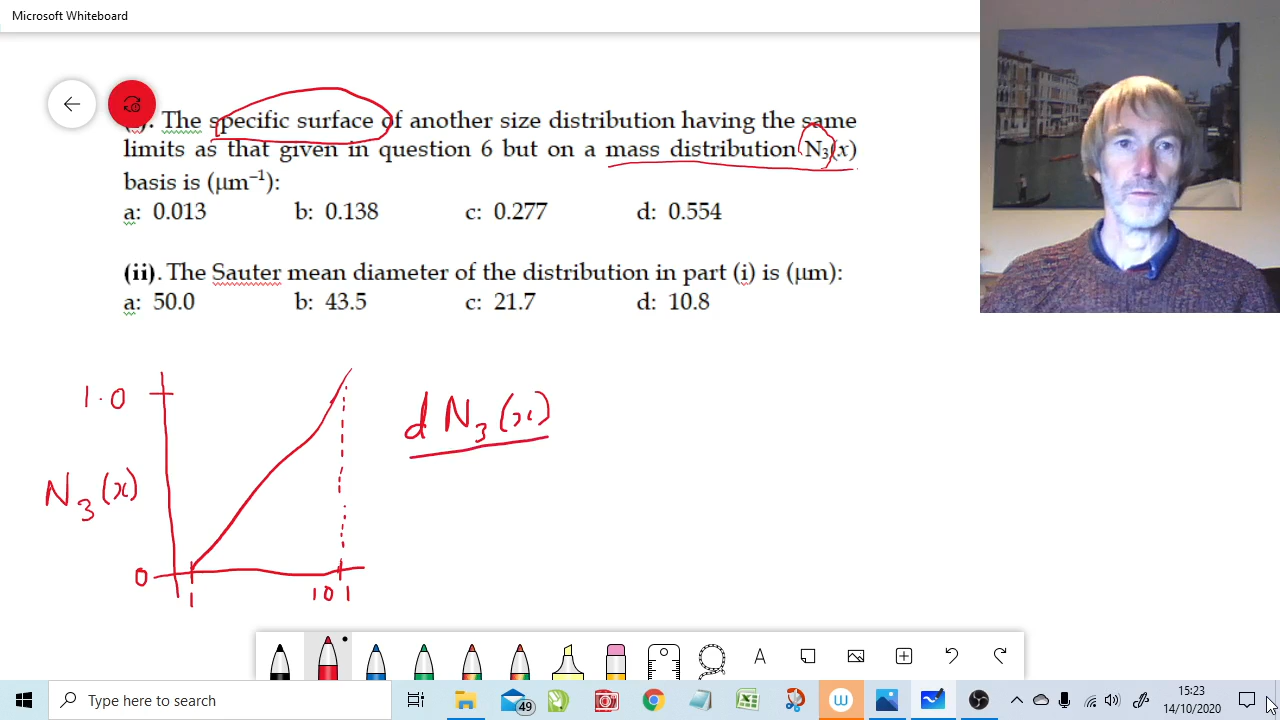 Microsoft Whiteboard
The specific surface of another size distribution having the same
limits as that given in question 6 but on a mass distribution N3(x)
basis is (μm⁻¹):
a: 0.013 b: 0.138 c: 0.277 d: 0.554
(ii). The Sauter mean diameter of the distribution in part (i) is (μm):
a: 50.0 b: 43.5 c: 21.7 d: 10.8
1.0
d N3(x)
N3(x)
0
1 101
A
Type here to search
49
W
15:23
14/10/2020